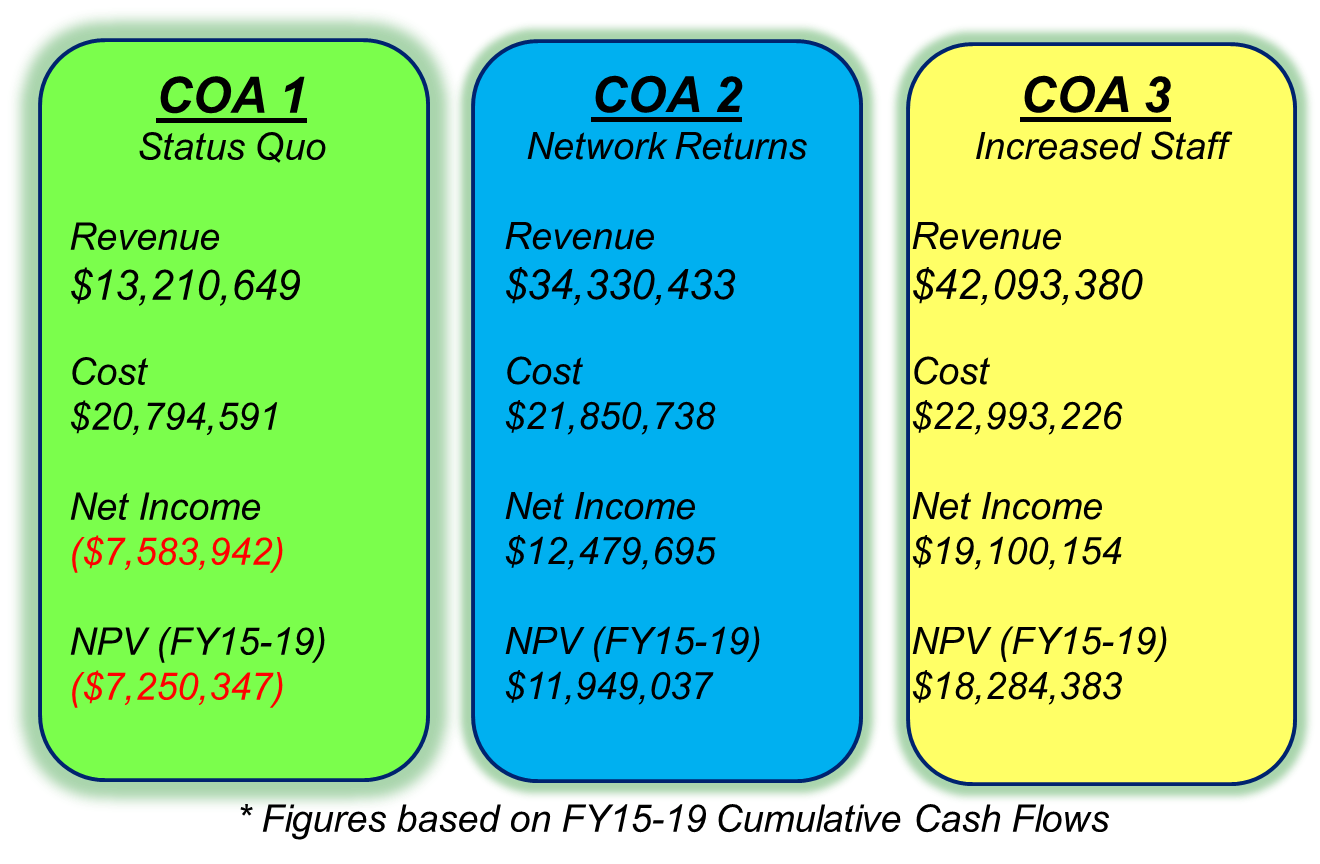 COA 1
Status Quo
Revenue
$13,210,649
Cost
$20,794,591
Net Income
($7,583,942)
NPV (FY15-19)
($7,250,347)
COA 2
Network Returns
Revenue
$34,330,433
Cost
$21,850,738
Net Income
$12,479,695
NPV (FY15-19)
$11,949,037
COA 3
Increased Staff
Revenue
$42,093,380
Cost
$22,993,226
Net Income
$19,100,154
NPV (FY15-19)
$18,284,383
* Figures based on FY15-19 Cumulative Cash Flows